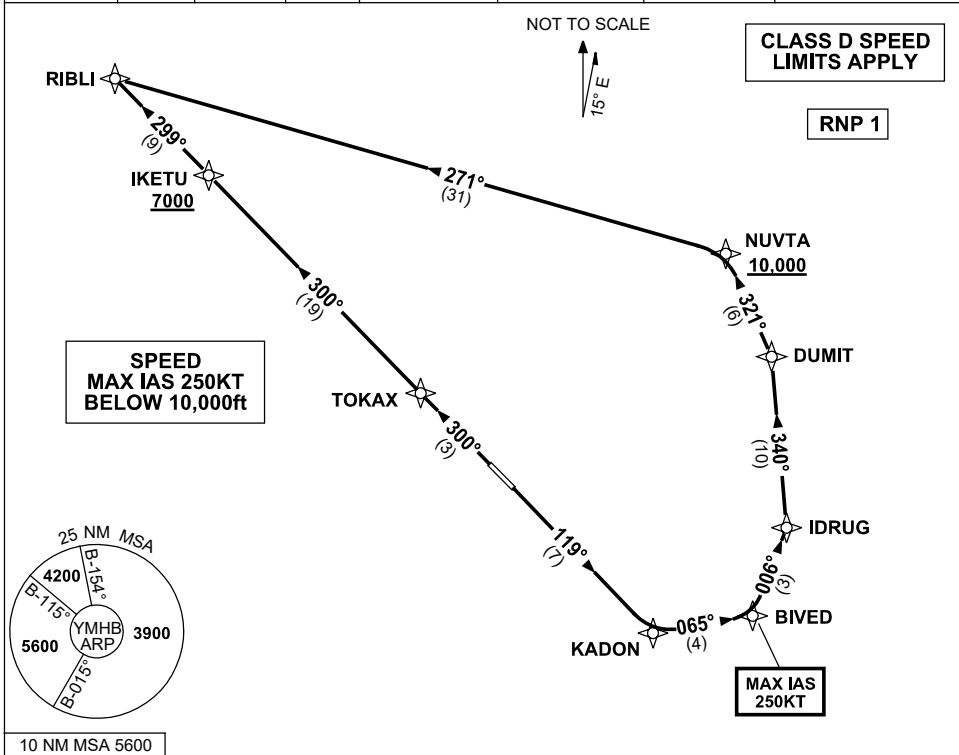 NOT TO SCALE
15° E
CLASS D SPEED
LIMITS APPLY
RNP 1
RIBLI
299°
(9)
IKETU
7000
271°
(31)
NUVTA
10,000
321°
(6)
300°
(19)
DUMIT
SPEED
MAX IAS 250KT
BELOW 10,000ft
TOKAX
300°
(3)
340°
(10)
IDRUG
119°
(7)
006°
(3)
BIVED
065°
(4)
KADON
MAX IAS
250KT
25 NM MSA
B-154°
4200
B-115°
YMHB
ARP
3900
5600
B-015°
10 NM MSA 5600